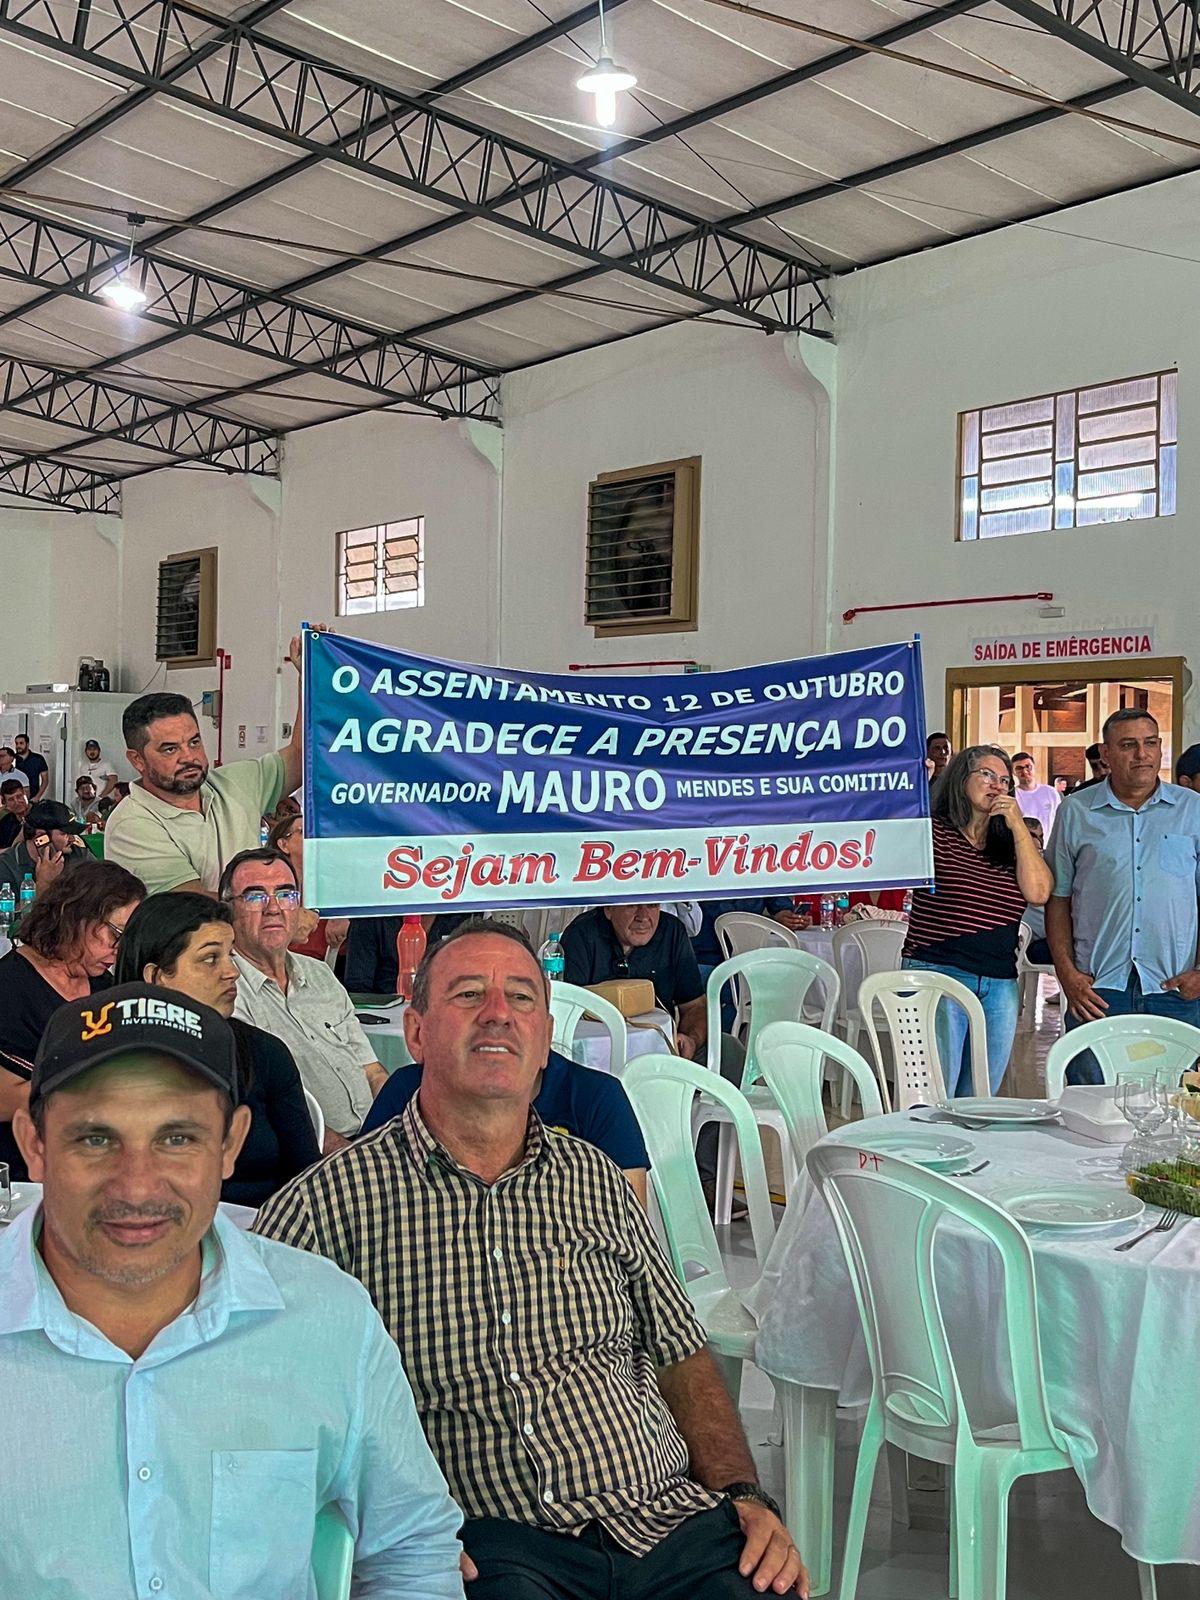 SAÍDA DE EMÊRGENCIA
O ASSENTAMENTO 12 DE OUTUBRO
AGRADECE A PRESENÇA DO
GOVERNADOR MAURO MENDES E SUA COMITIVA.
Sejam Bem-Vindos!
TIGRE
INVESTIMENTOS
DT